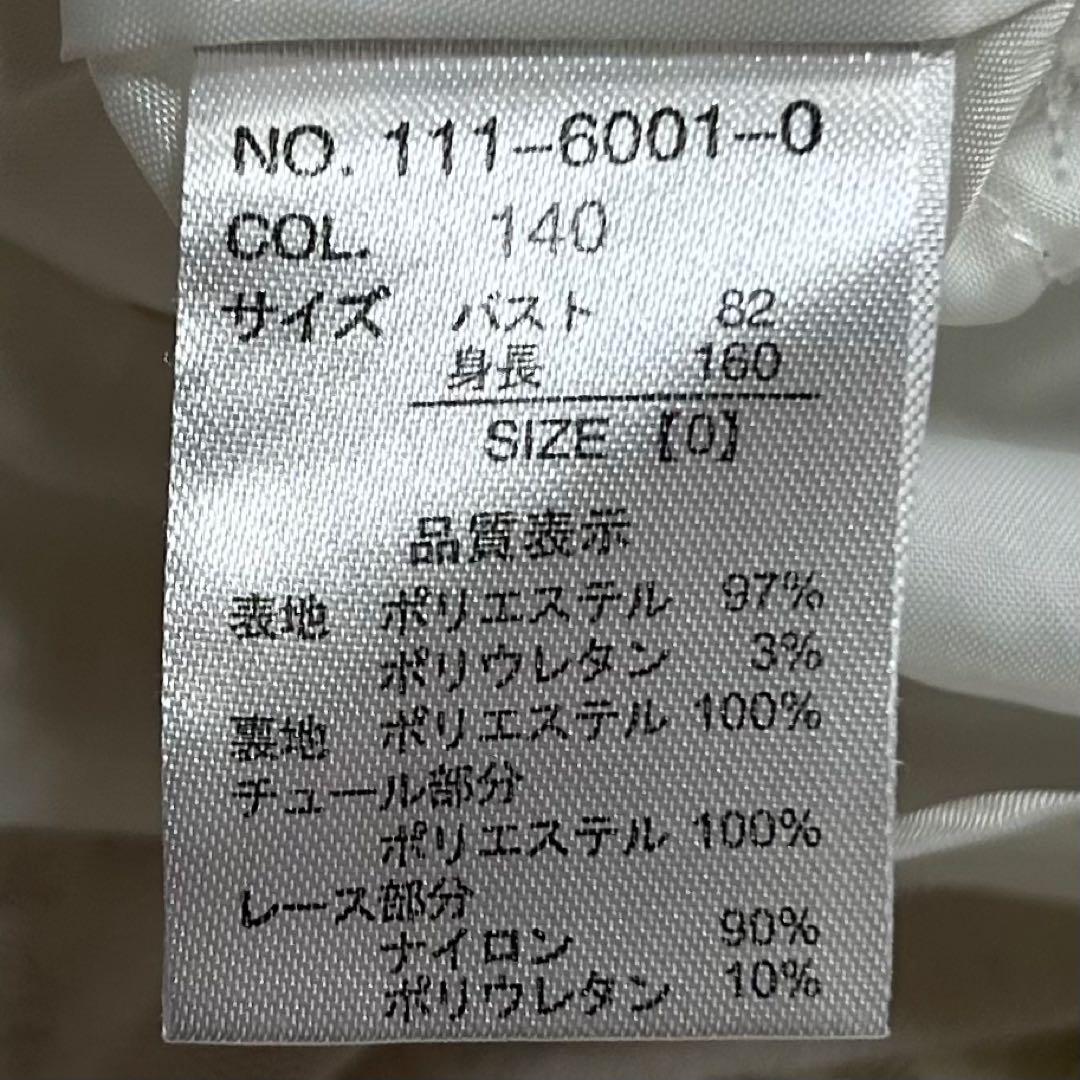 NO. 111-6001-0
COL. 140
サイズ バスト 82
身長 160
SIZE 【0】
品質表示
表地 ポリエステル 97%
ポリウレタン 3%
裏地 ポリエステル 100%
チュール部分
ポリエステル 100%
レース部分
ナイロン 90%
ポリウレタン 10%